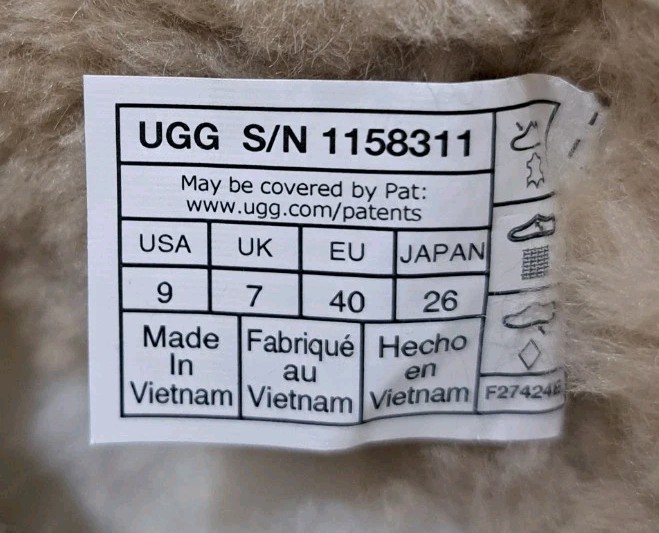 UGG S/N 1158311
May be covered by Pat:
www.ugg.com/patents
USA UK EU JAPAN
9 7 40 26
Made
In
Vietnam
Fabriqué
au
Vietnam
Hecho
en
Vietnam